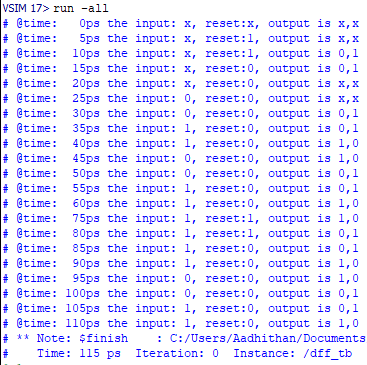 VSIM 17> run -all
# @time:   0ps the input: x, reset:x, output is x,x
# @time:   5ps the input: x, reset:1, output is x,x
# @time:  10ps the input: x, reset:1, output is 0,1
# @time:  15ps the input: x, reset:0, output is 0,1
# @time:  20ps the input: x, reset:0, output is x,x
# @time:  25ps the input: 0, reset:0, output is x,x
# @time:  30ps the input: 0, reset:0, output is 0,1
# @time:  35ps the input: 1, reset:0, output is 0,1
# @time:  40ps the input: 1, reset:0, output is 1,0
# @time:  45ps the input: 0, reset:0, output is 1,0
# @time:  50ps the input: 0, reset:0, output is 0,1
# @time:  55ps the input: 1, reset:0, output is 0,1
# @time:  60ps the input: 1, reset:0, output is 1,0
# @time:  75ps the input: 1, reset:1, output is 1,0
# @time:  80ps the input: 1, reset:1, output is 0,1
# @time:  85ps the input: 1, reset:0, output is 0,1
# @time:  90ps the input: 1, reset:0, output is 1,0
# @time:  95ps the input: 0, reset:0, output is 1,0
# @time: 100ps the input: 0, reset:0, output is 0,1
# @time: 105ps the input: 1, reset:0, output is 0,1
# @time: 110ps the input: 1, reset:0, output is 1,0
# ** Note: $finish    : C:/Users/Aadhithan/Documents
#    Time: 115 ps  Iteration: 0  Instance: /dff_tb